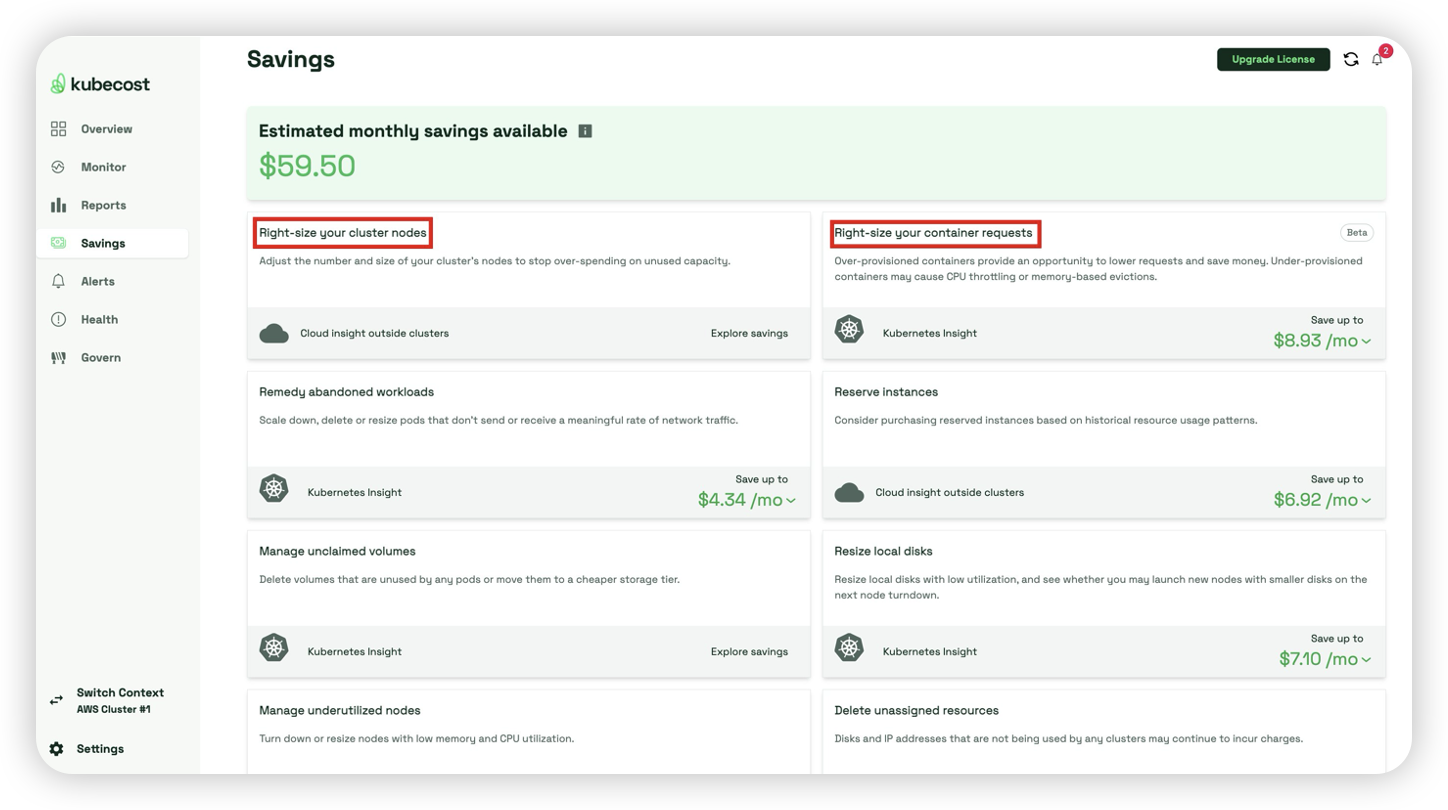 Savings
Upgrade License
2
kubecost
Overview
Monitor
Reports
Savings
Alerts
Health
Govern
Switch Context
AWS Cluster #1
Settings
Estimated monthly savings available
$59.50
Right-size your cluster nodes
Adjust the number and size of your cluster's nodes to stop over-spending on unused capacity.
Cloud insight outside clusters
Explore savings
Right-size your container requests
Beta
Over-provisioned containers provide an opportunity to lower requests and save money. Under-provisioned
containers may cause CPU throttling or memory-based evictions.
Kubernetes Insight
Save up to
$8.93 /mo
Remedy abandoned workloads
Scale down, delete or resize pods that don't send or receive a meaningful rate of network traffic.
Kubernetes Insight
Save up to
$4.34 /mo
Reserve instances
Consider purchasing reserved instances based on historical resource usage patterns.
Cloud insight outside clusters
Save up to
$6.92 /mo
Manage unclaimed volumes
Delete volumes that are unused by any pods or move them to a cheaper storage tier.
Kubernetes Insight
Explore savings
Resize local disks
Resize local disks with low utilization, and see whether you may launch new nodes with smaller disks on the
next node turndown.
Kubernetes Insight
Save up to
$7.10 /mo
Manage underutilized nodes
Turn down or resize nodes with low memory and CPU utilization.
Delete unassigned resources
Disks and IP addresses that are not being used by any clusters may continue to incur charges.